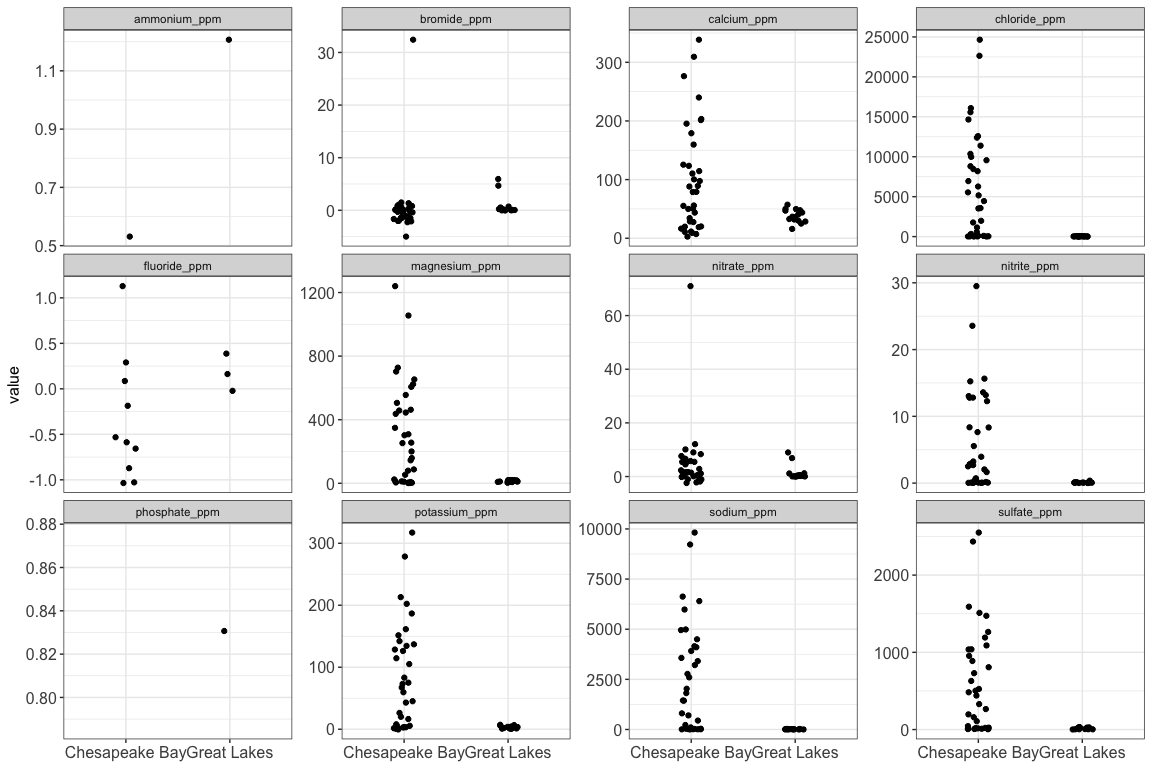 ammonium_ppm bromide_ppm calcium_ppm chloride_ppm
1.1 0.9 0.7 0.5
30 20 10 0
300 200 100 0
25000 20000 15000 10000 5000 0
fluoride_ppm magnesium_ppm nitrate_ppm nitrite_ppm
value
1.0 0.5 0.0 -0.5 -1.0
1200 800 400 0
60 40 20 0
30 20 10 0
phosphate_ppm potassium_ppm sodium_ppm sulfate_ppm
0.88 0.86 0.84 0.82 0.80
300 200 100 0
10000 7500 5000 2500 0
2000 1000 0
Chesapeake BayGreat Lakes Chesapeake BayGreat Lakes Chesapeake BayGreat Lakes Chesapeake BayGreat Lakes